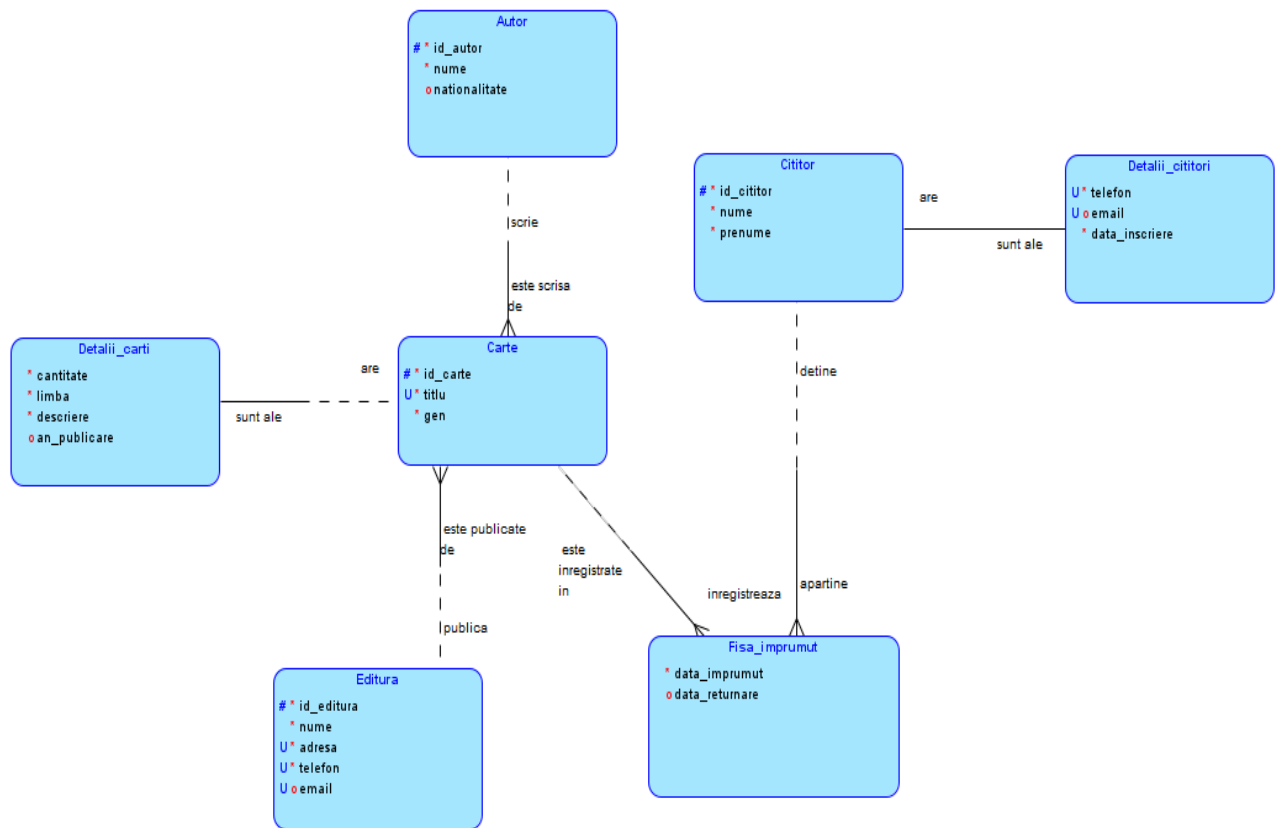 Autor
# * id_autor
* nume
o nationalitate
scrie
este scrisa
de
Cititor
# * id_cititor
* nume
* prenume
are
sunt ale
Detalii_cititori
U * telefon
U o email
* data_inscriere
Detalii_carti
* cantitate
* limba
* descriere
o an_publicare
are
sunt ale
Carte
# * id_carte
U * titlu
* gen
detine
este publicate
de
publica
este
inregistrate
in
inregistreaza
apartine
Editura
# * id_editura
* nume
U * adresa
U * telefon
U o email
Fisa_imprumut
* data_imprumut
o data_returnare